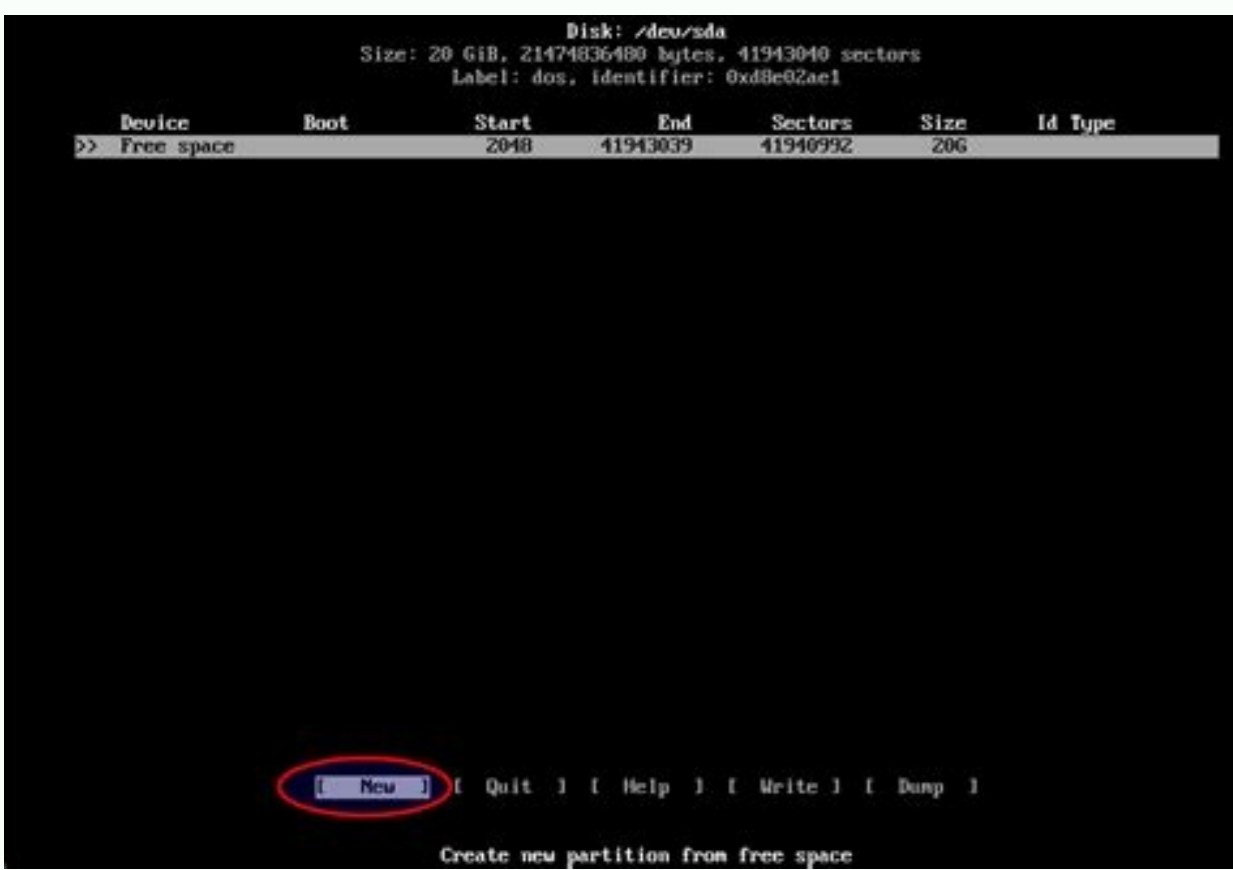 Disk: /dev/sda
Size: 20 GiB, 21474836480 bytes, 41943040 sectors
Label: dos, identifier: 0xd8e02ae1
Device Boot Start End Sectors Size Id Type
>> Free space 2048 41943039 41940992 20G
[ New ] [ Quit ] [ Help ] [ Write ] [ Dump ]
Create new partition from free space